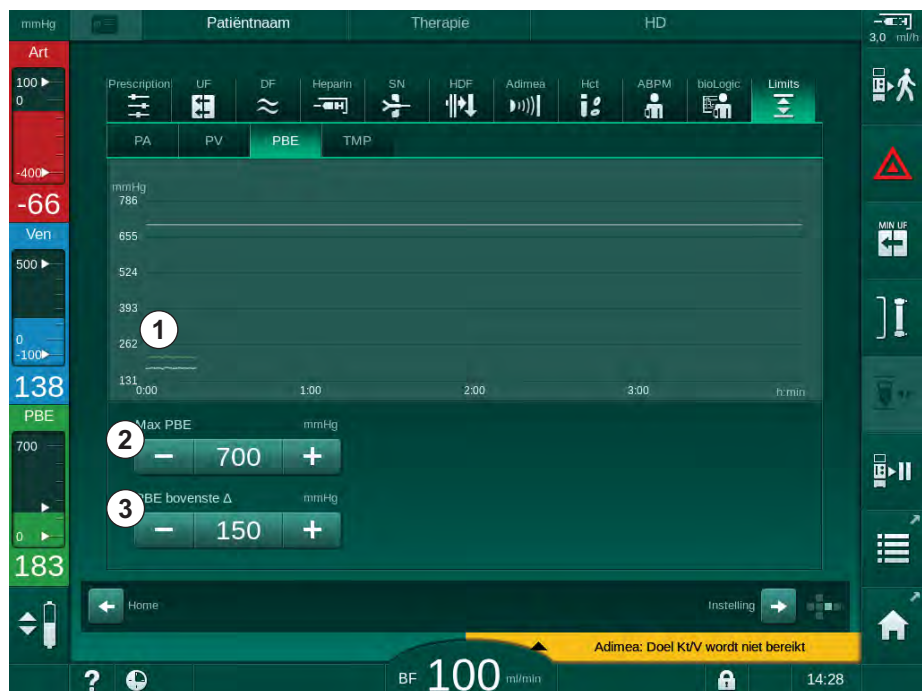 mmHg
Patiëntnaam
Therapie
HD
3,0 ml/h
Art
100
0
-400
-66
Ven
500
0
-100
138
PBE
700
0
183
Prescription
UF
DF
Heparin
SN
HDF
Adimea
Hct
ABPM
bioLogic
Limits
PA
PV
PBE
TMP
mmHg
786
655
524
393
262
131
0:00
1:00
2:00
3:00
h:min
1
Max PBE
mmHg
2
700
PBE bovenste Δ
mmHg
3
150
MIN UF
Home
Instelling
Adimea: Doel Kt/V wordt niet bereikt
BF 100 ml/min
14:28